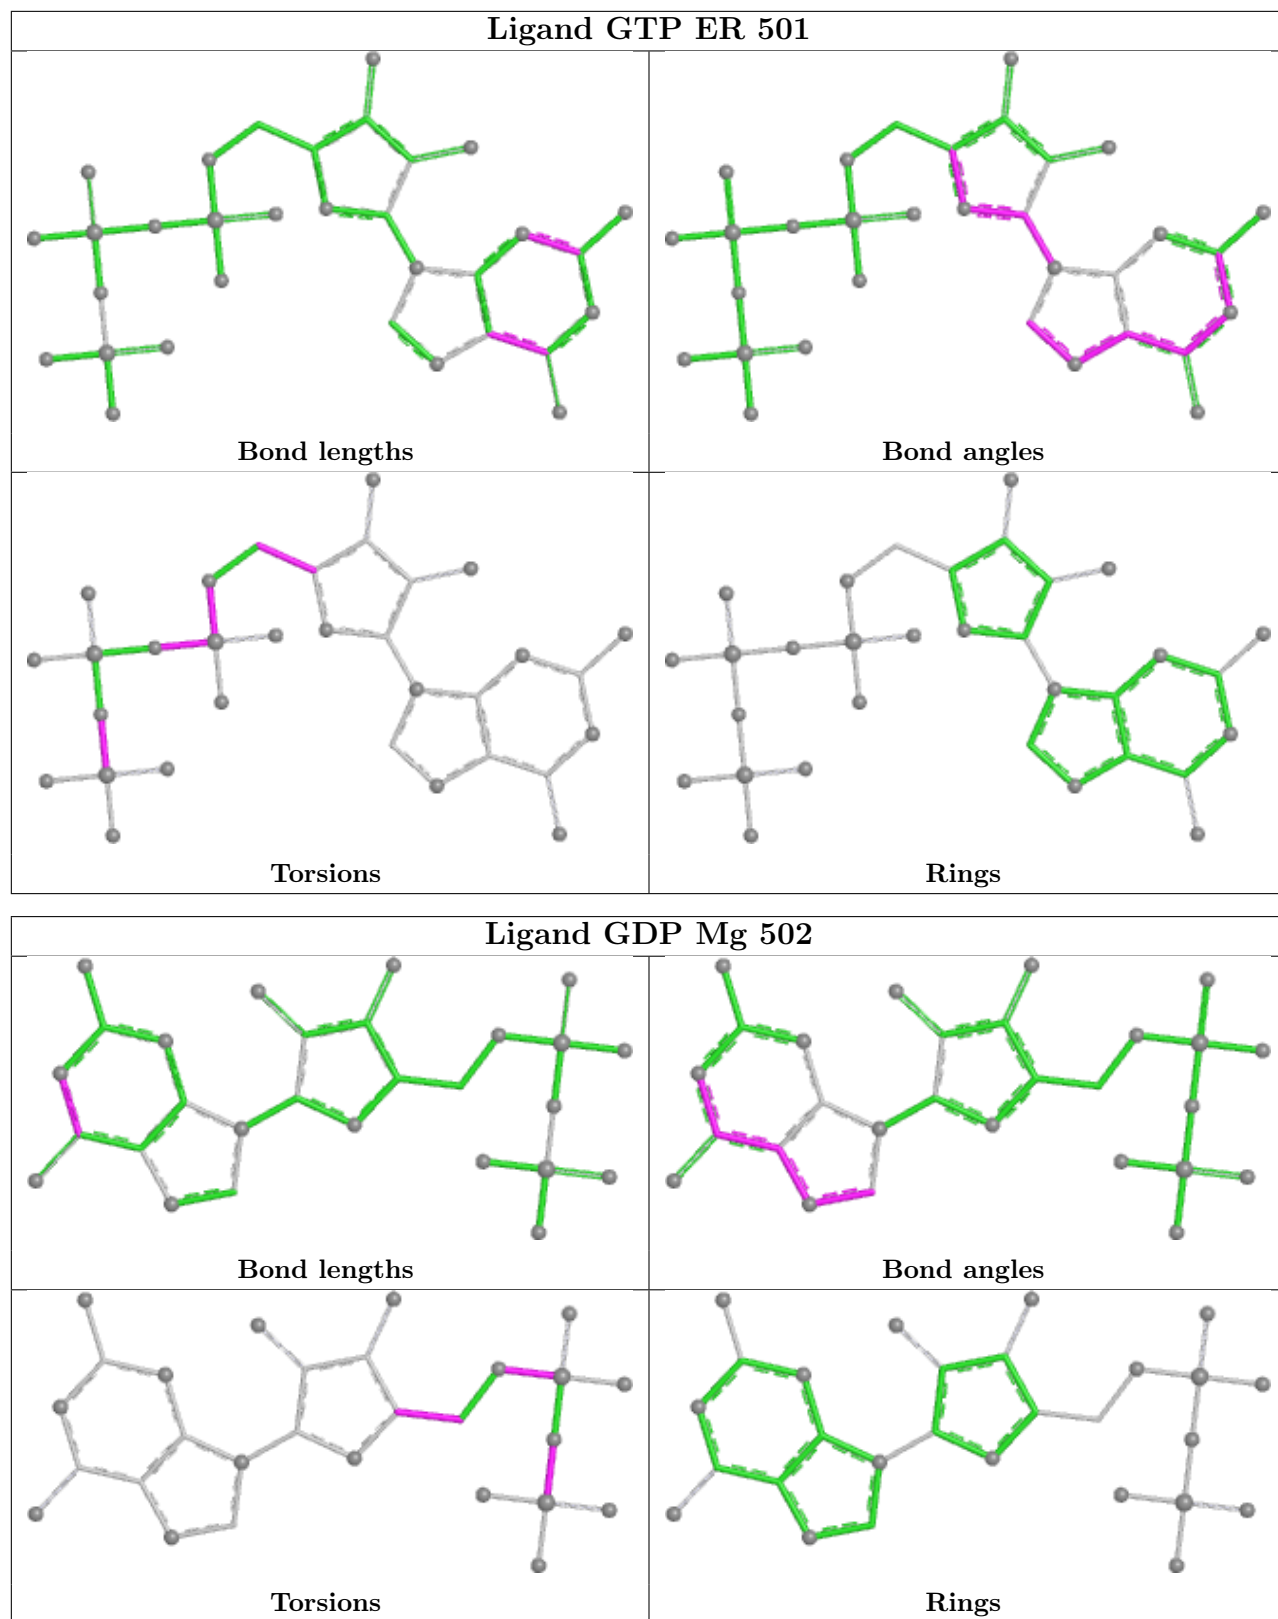 Ligand GTP ER 501
Bond lengths
Bond angles
Torsions
Rings
Ligand GDP Mg 502
Bond lengths
Bond angles
Torsions
Rings